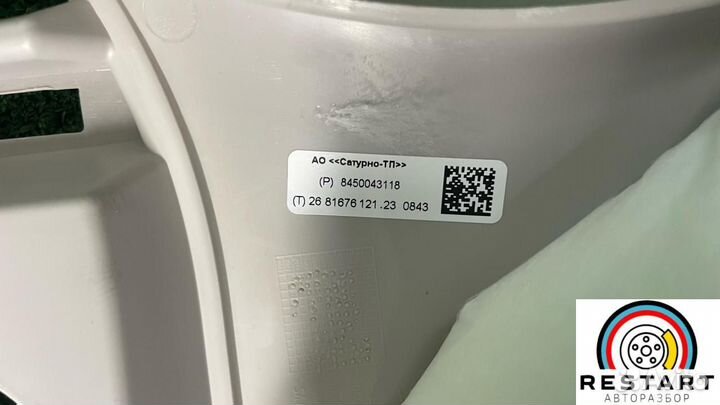 АО <<Сатурно-ТП>>
(P) 8450043118
(T) 26 81676 121.23 0843
RESTART
АВТОРАЗБОР